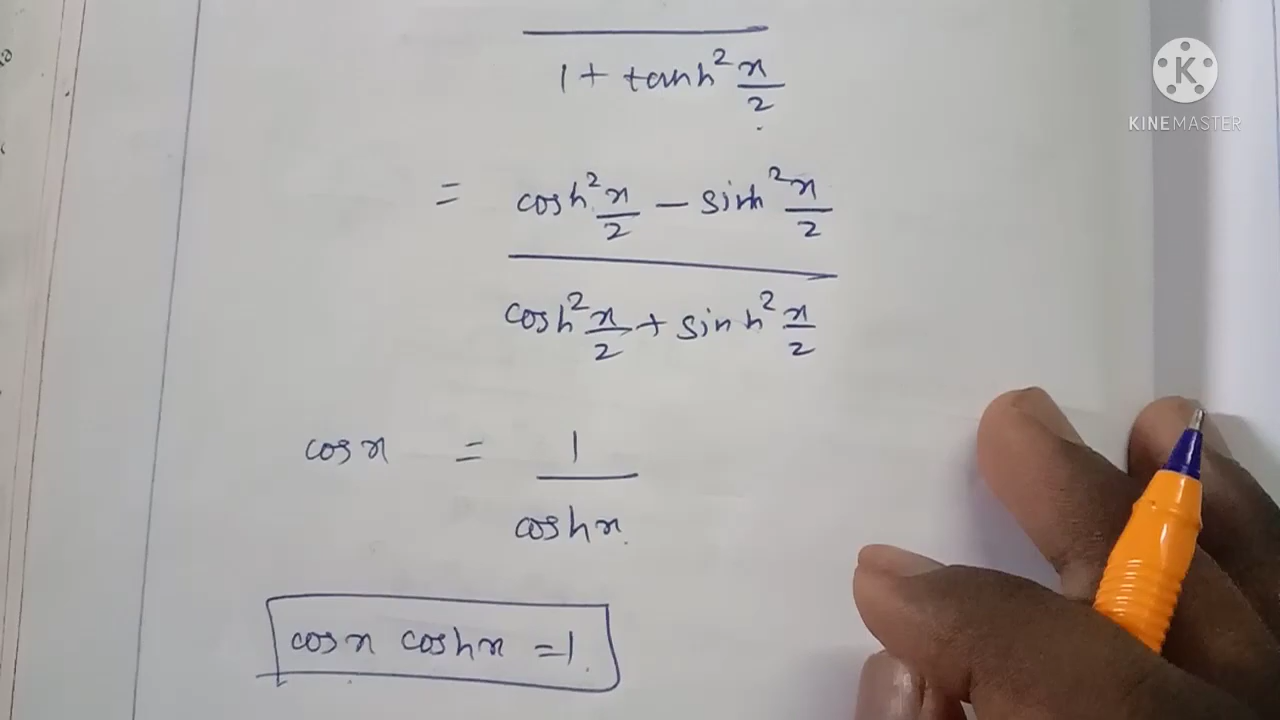 1 + tanh² x/2
= cosh² x/2 − sinh² x/2
cosh² x/2 + sinh² x/2
cos x = 1
cosh x
cos x cosh x = 1
K
KINEMASTER